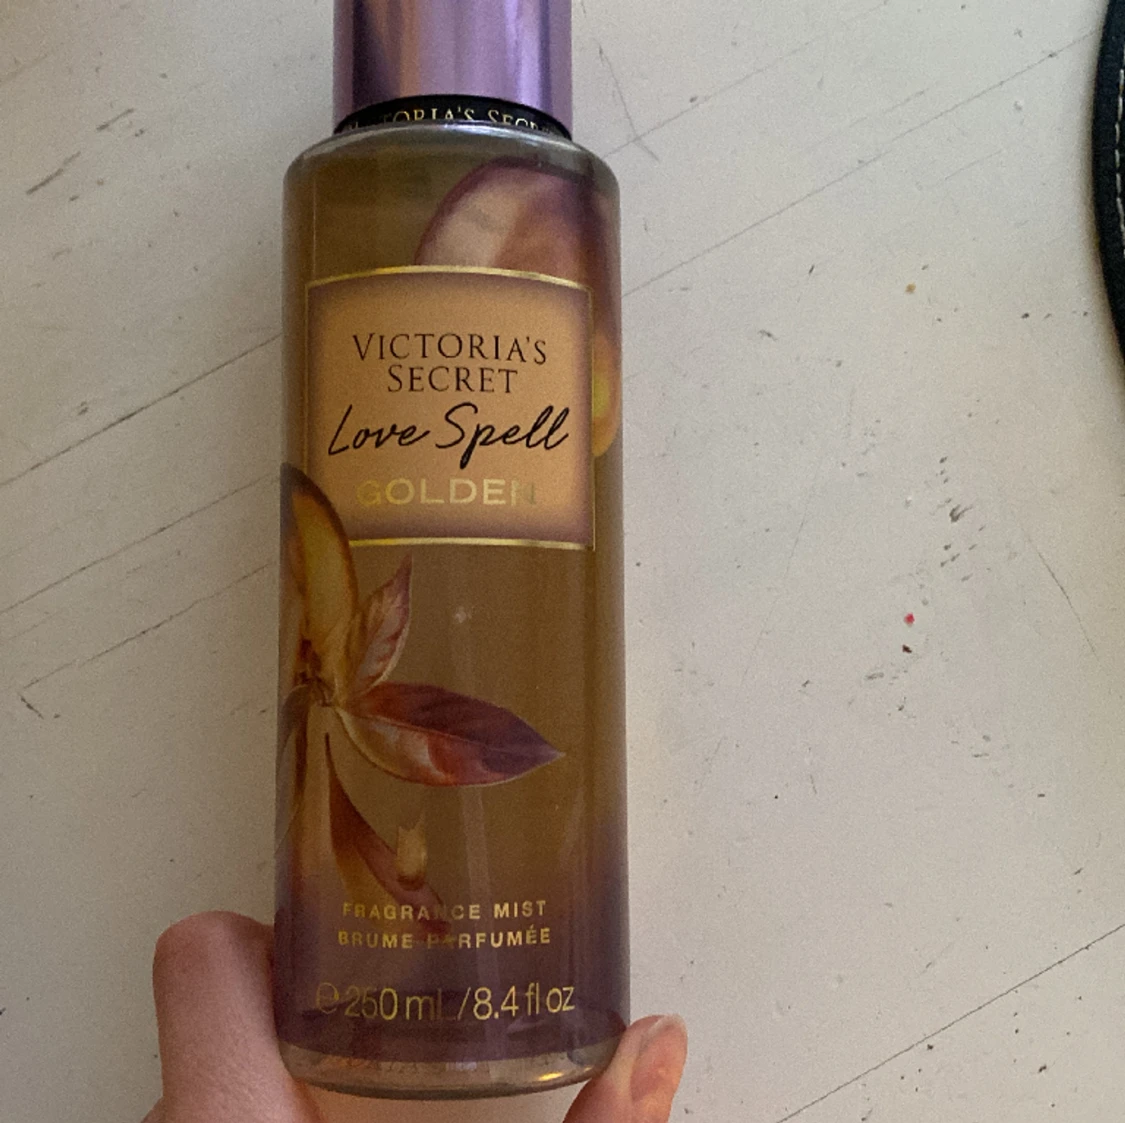 VICTORIA'S
SECRET
Love Spell
GOLDEN
FRAGRANCE MIST
BRUME PARFUMÉE
℮ 250 mL / 8.4 fl oz